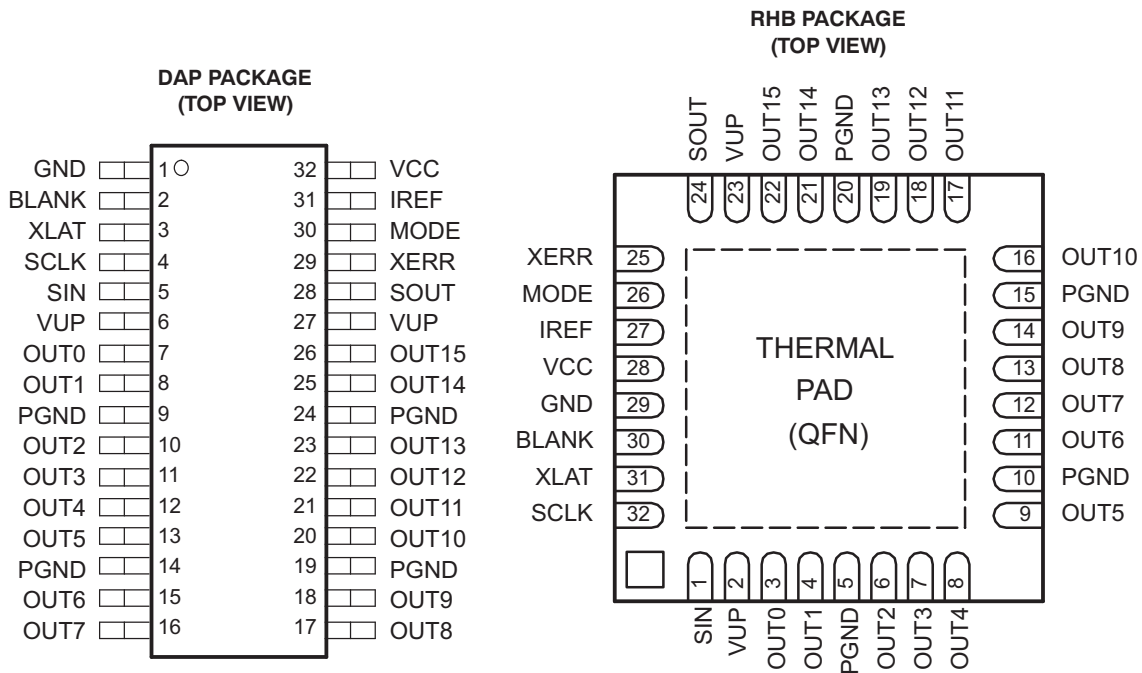 DAP PACKAGE
(TOP VIEW)
GND 1 32 VCC
BLANK 2 31 IREF
XLAT 3 30 MODE
SCLK 4 29 XERR
SIN 5 28 SOUT
VUP 6 27 VUP
OUT0 7 26 OUT15
OUT1 8 25 OUT14
PGND 9 24 PGND
OUT2 10 23 OUT13
OUT3 11 22 OUT12
OUT4 12 21 OUT11
OUT5 13 20 OUT10
PGND 14 19 PGND
OUT6 15 18 OUT9
OUT7 16 17 OUT8
RHB PACKAGE
(TOP VIEW)
SOUT VUP OUT15 OUT14 PGND OUT13 OUT12 OUT11
24 23 22 21 20 19 18 17
XERR 25 16 OUT10
MODE 26 15 PGND
IREF 27 14 OUT9
VCC 28 13 OUT8
GND 29 12 OUT7
BLANK 30 11 OUT6
XLAT 31 10 PGND
SCLK 32 9 OUT5
THERMAL
PAD
(QFN)
1 2 3 4 5 6 7 8
SIN VUP OUT0 OUT1 PGND OUT2 OUT3 OUT4